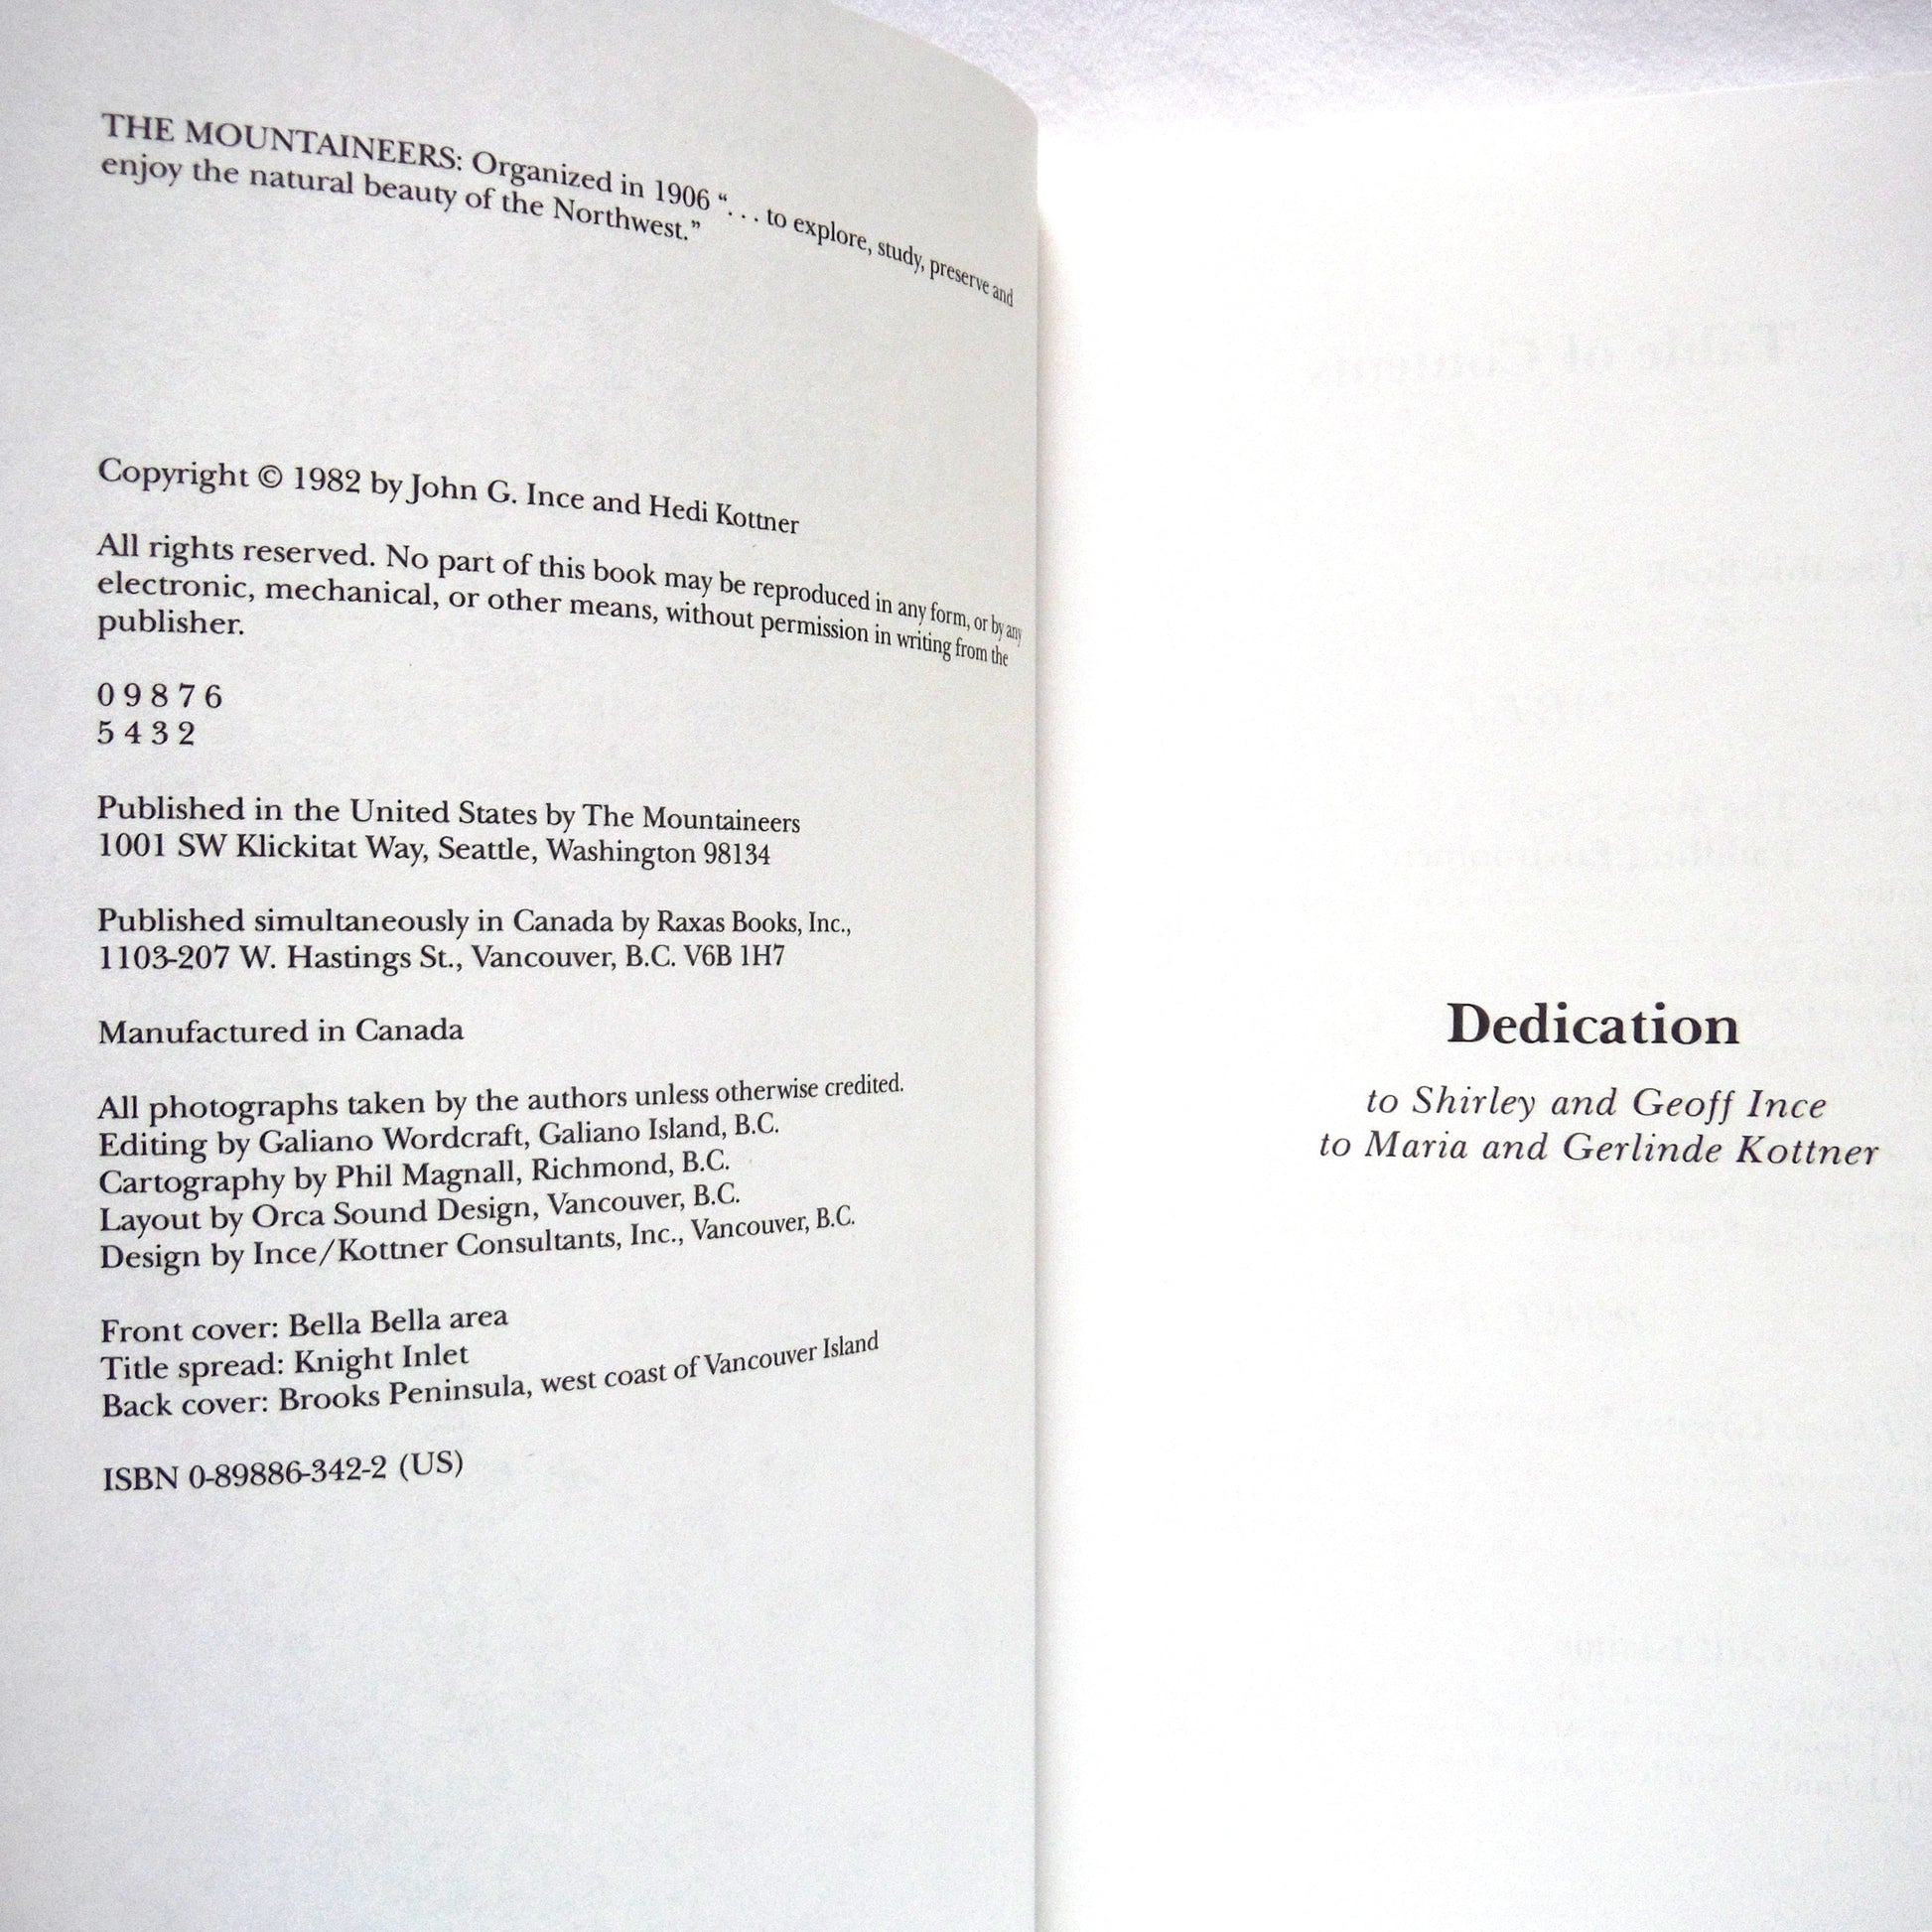 THE MOUNTAINEERS: Organized in 1906 “. . . to explore, study, preserve and
enjoy the natural beauty of the Northwest.”
Copyright © 1982 by John G. Ince and Hedi Kottner
All rights reserved. No part of this book may be reproduced in any form, or by any
electronic, mechanical, or other means, without permission in writing from the
publisher.
0 9 8 7 6
5 4 3 2
Published in the United States by The Mountaineers
1001 SW Klickitat Way, Seattle, Washington 98134
Published simultaneously in Canada by Raxas Books, Inc.,
1103-207 W. Hastings St., Vancouver, B.C. V6B 1H7
Manufactured in Canada
All photographs taken by the authors unless otherwise credited.
Editing by Galiano Wordcraft, Galiano Island, B.C.
Cartography by Phil Magnall, Richmond, B.C.
Layout by Orca Sound Design, Vancouver, B.C.
Design by Ince/Kottner Consultants, Inc., Vancouver, B.C.
Front cover: Bella Bella area
Title spread: Knight Inlet
Back cover: Brooks Peninsula, west coast of Vancouver Island
ISBN 0-89886-342-2 (US)
Dedication
to Shirley and Geoff Ince
to Maria and Gerlinde Kottner